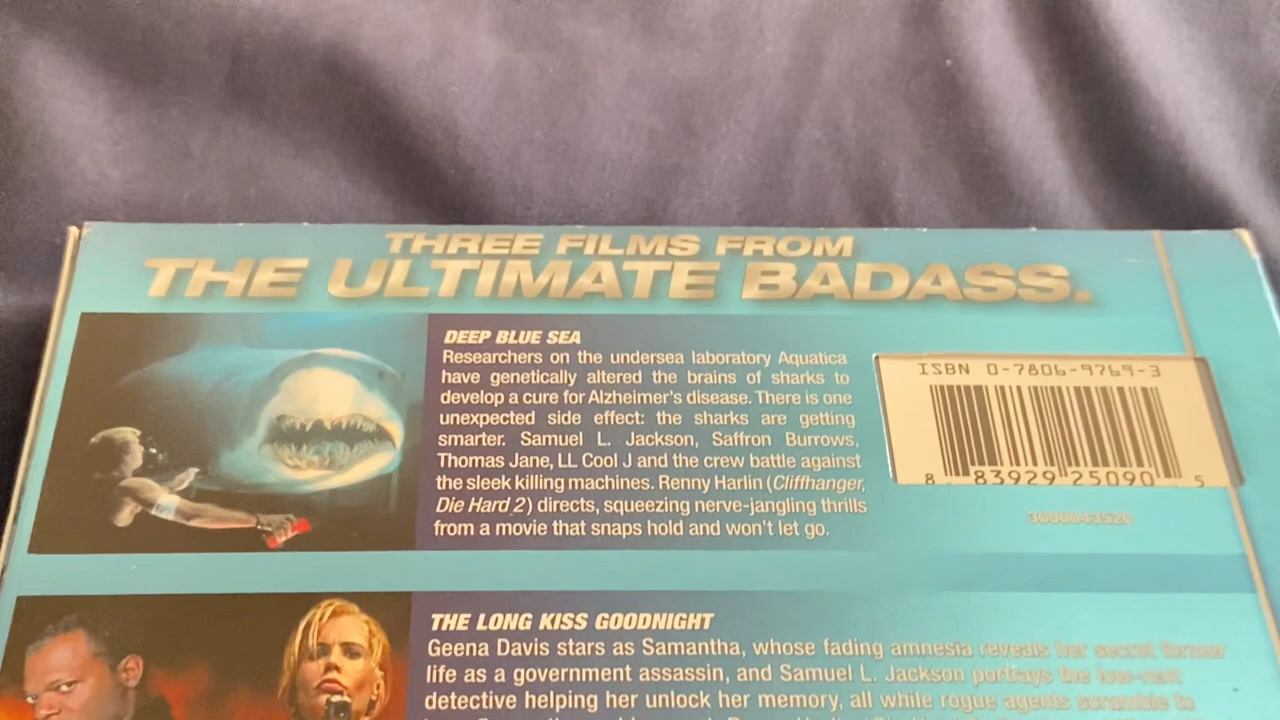 THREE FILMS FROM
THE ULTIMATE BADASS.
DEEP BLUE SEA
Researchers on the undersea laboratory Aquatica
have genetically altered the brains of sharks to
develop a cure for Alzheimer's disease. There is one
unexpected side effect: the sharks are getting
smarter. Samuel L. Jackson, Saffron Burrows,
Thomas Jane, LL Cool J and the crew battle against
the sleek killing machines. Renny Harlin (Cliffhanger,
Die Hard 2) directs, squeezing nerve-jangling thrills
from a movie that snaps hold and won't let go.
ISBN 0-7806-9769-3
8 83929 25090 5
3000043520
THE LONG KISS GOODNIGHT
Geena Davis stars as Samantha, whose fading amnesia reveals her secret former
life as a government assassin, and Samuel L. Jackson portrays the low-rent
detective helping her unlock her memory, all while rogue agents scramble to